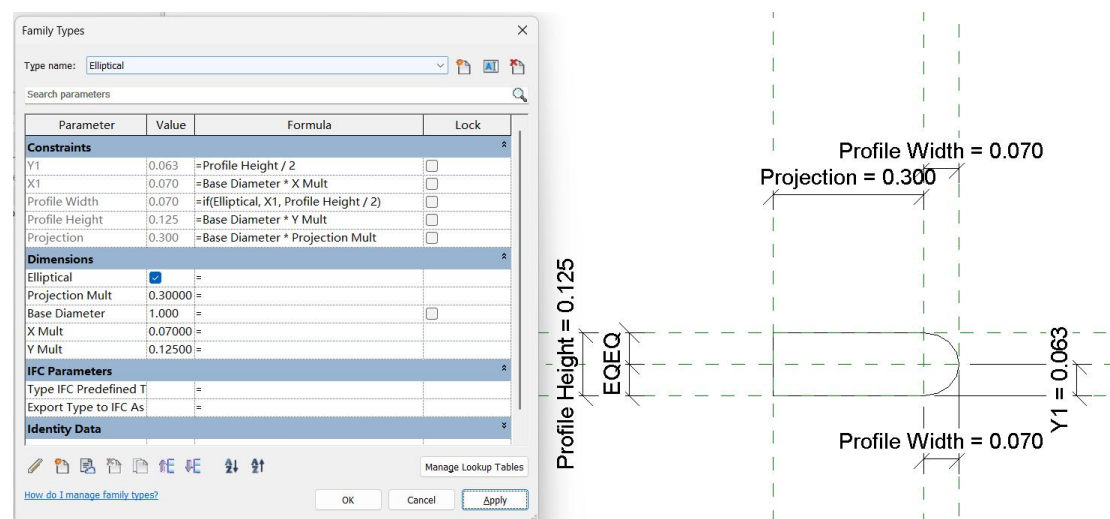 Family Types
Type name: Elliptical
Search parameters
Parameter Value Formula Lock
Constraints
Y1 0.063 =Profile Height / 2
X1 0.070 =Base Diameter * X Mult
Profile Width 0.070 =if(Elliptical, X1, Profile Height / 2)
Profile Height 0.125 =Base Diameter * Y Mult
Projection 0.300 =Base Diameter * Projection Mult
Dimensions
Elliptical =
Projection Mult 0.30000 =
Base Diameter 1.000 =
X Mult 0.07000 =
Y Mult 0.12500 =
IFC Parameters
Type IFC Predefined T =
Export Type to IFC As =
Identity Data
Manage Lookup Tables
How do I manage family types?
OK Cancel Apply
Profile Width = 0.070
Projection = 0.300
Profile Height = 0.125
EQEQ
Y1 = 0.063
Profile Width = 0.070